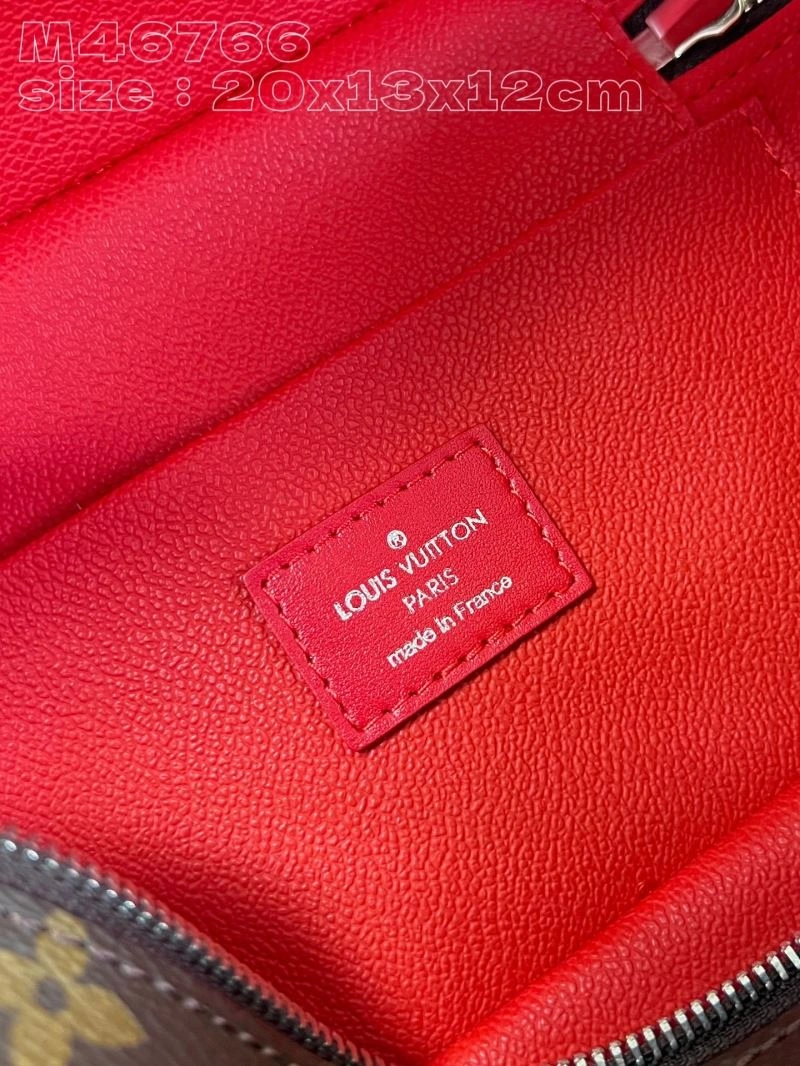 M46766
size : 20x13x12cm
®
LOUIS VUITTON
PARIS
made in France